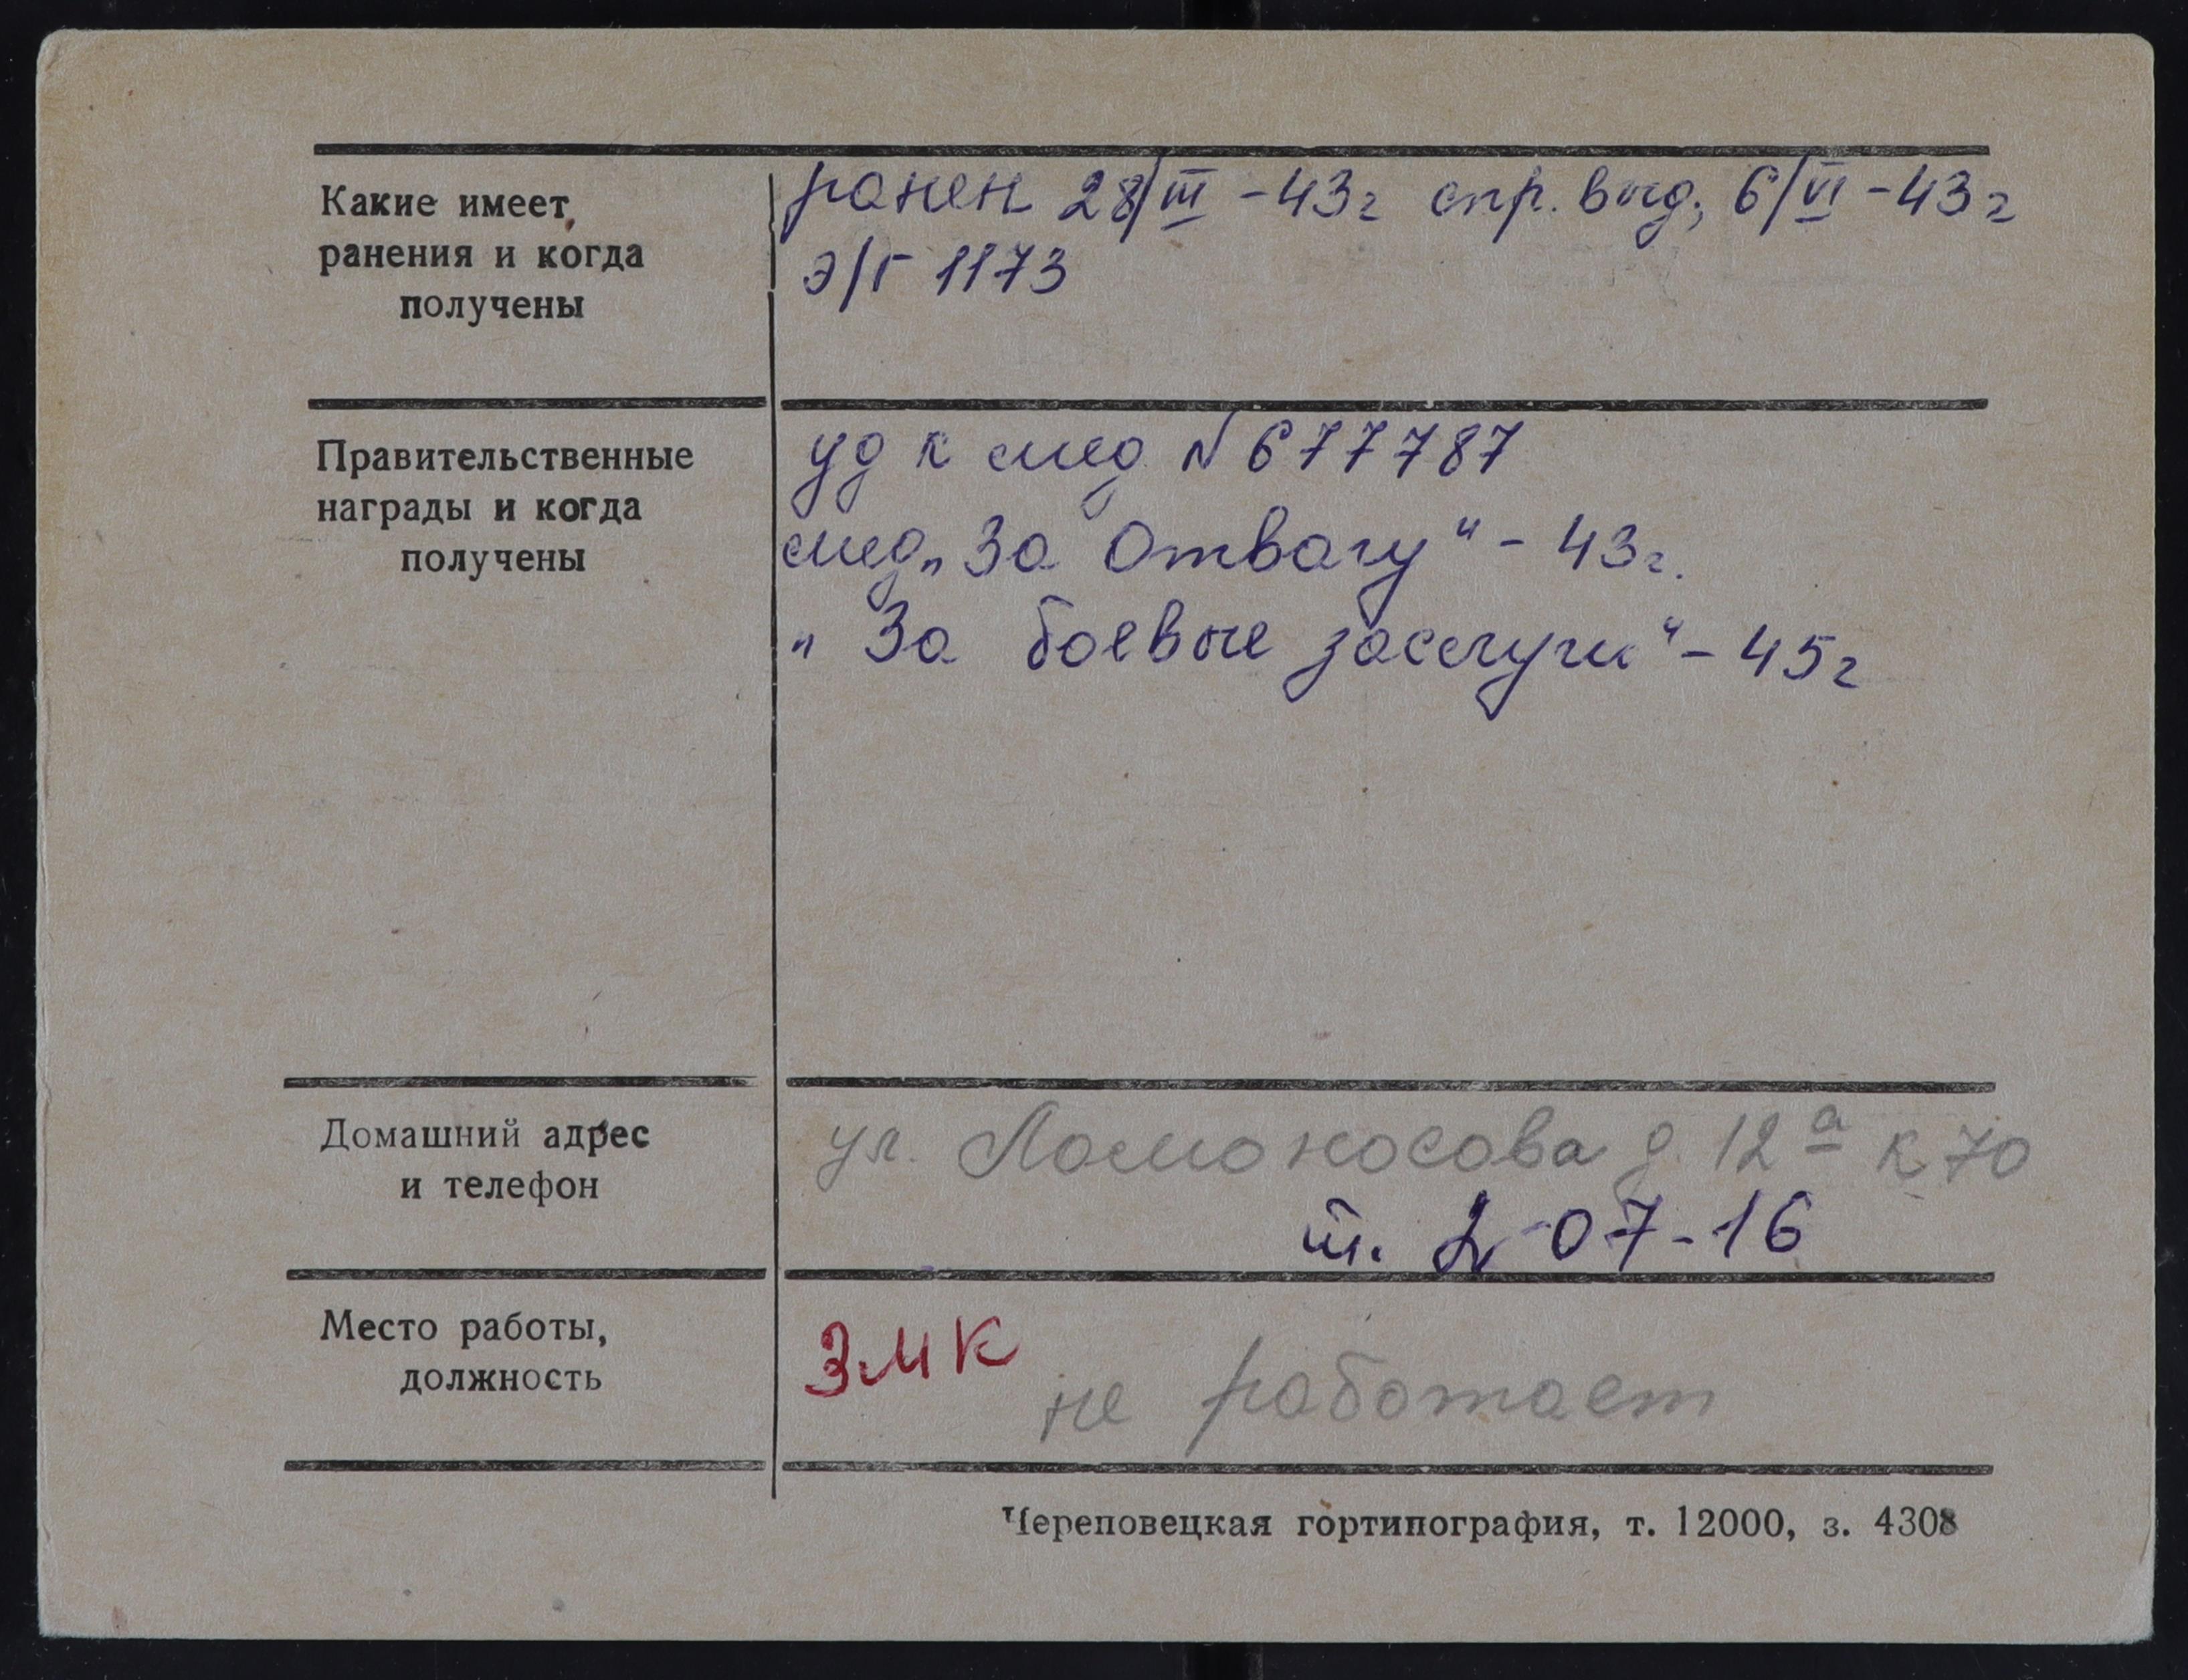 Какие имеет
ранения и когда
получены
ранен 28/III - 43г спр. выд. 6/VI - 43г
э/г 1173
Правительственные
награды и когда
получены
уд к мед N 677787
мед „За Отвагу“ - 43г.
„За боевые заслуги“ - 45г
Домашний адрес
и телефон
ул. Ломоносова д. 12а к 70
т. 2-07-16
Место работы,
должность
ЗМК
не работает
Череповецкая гортипография, т. 12000, з. 4308